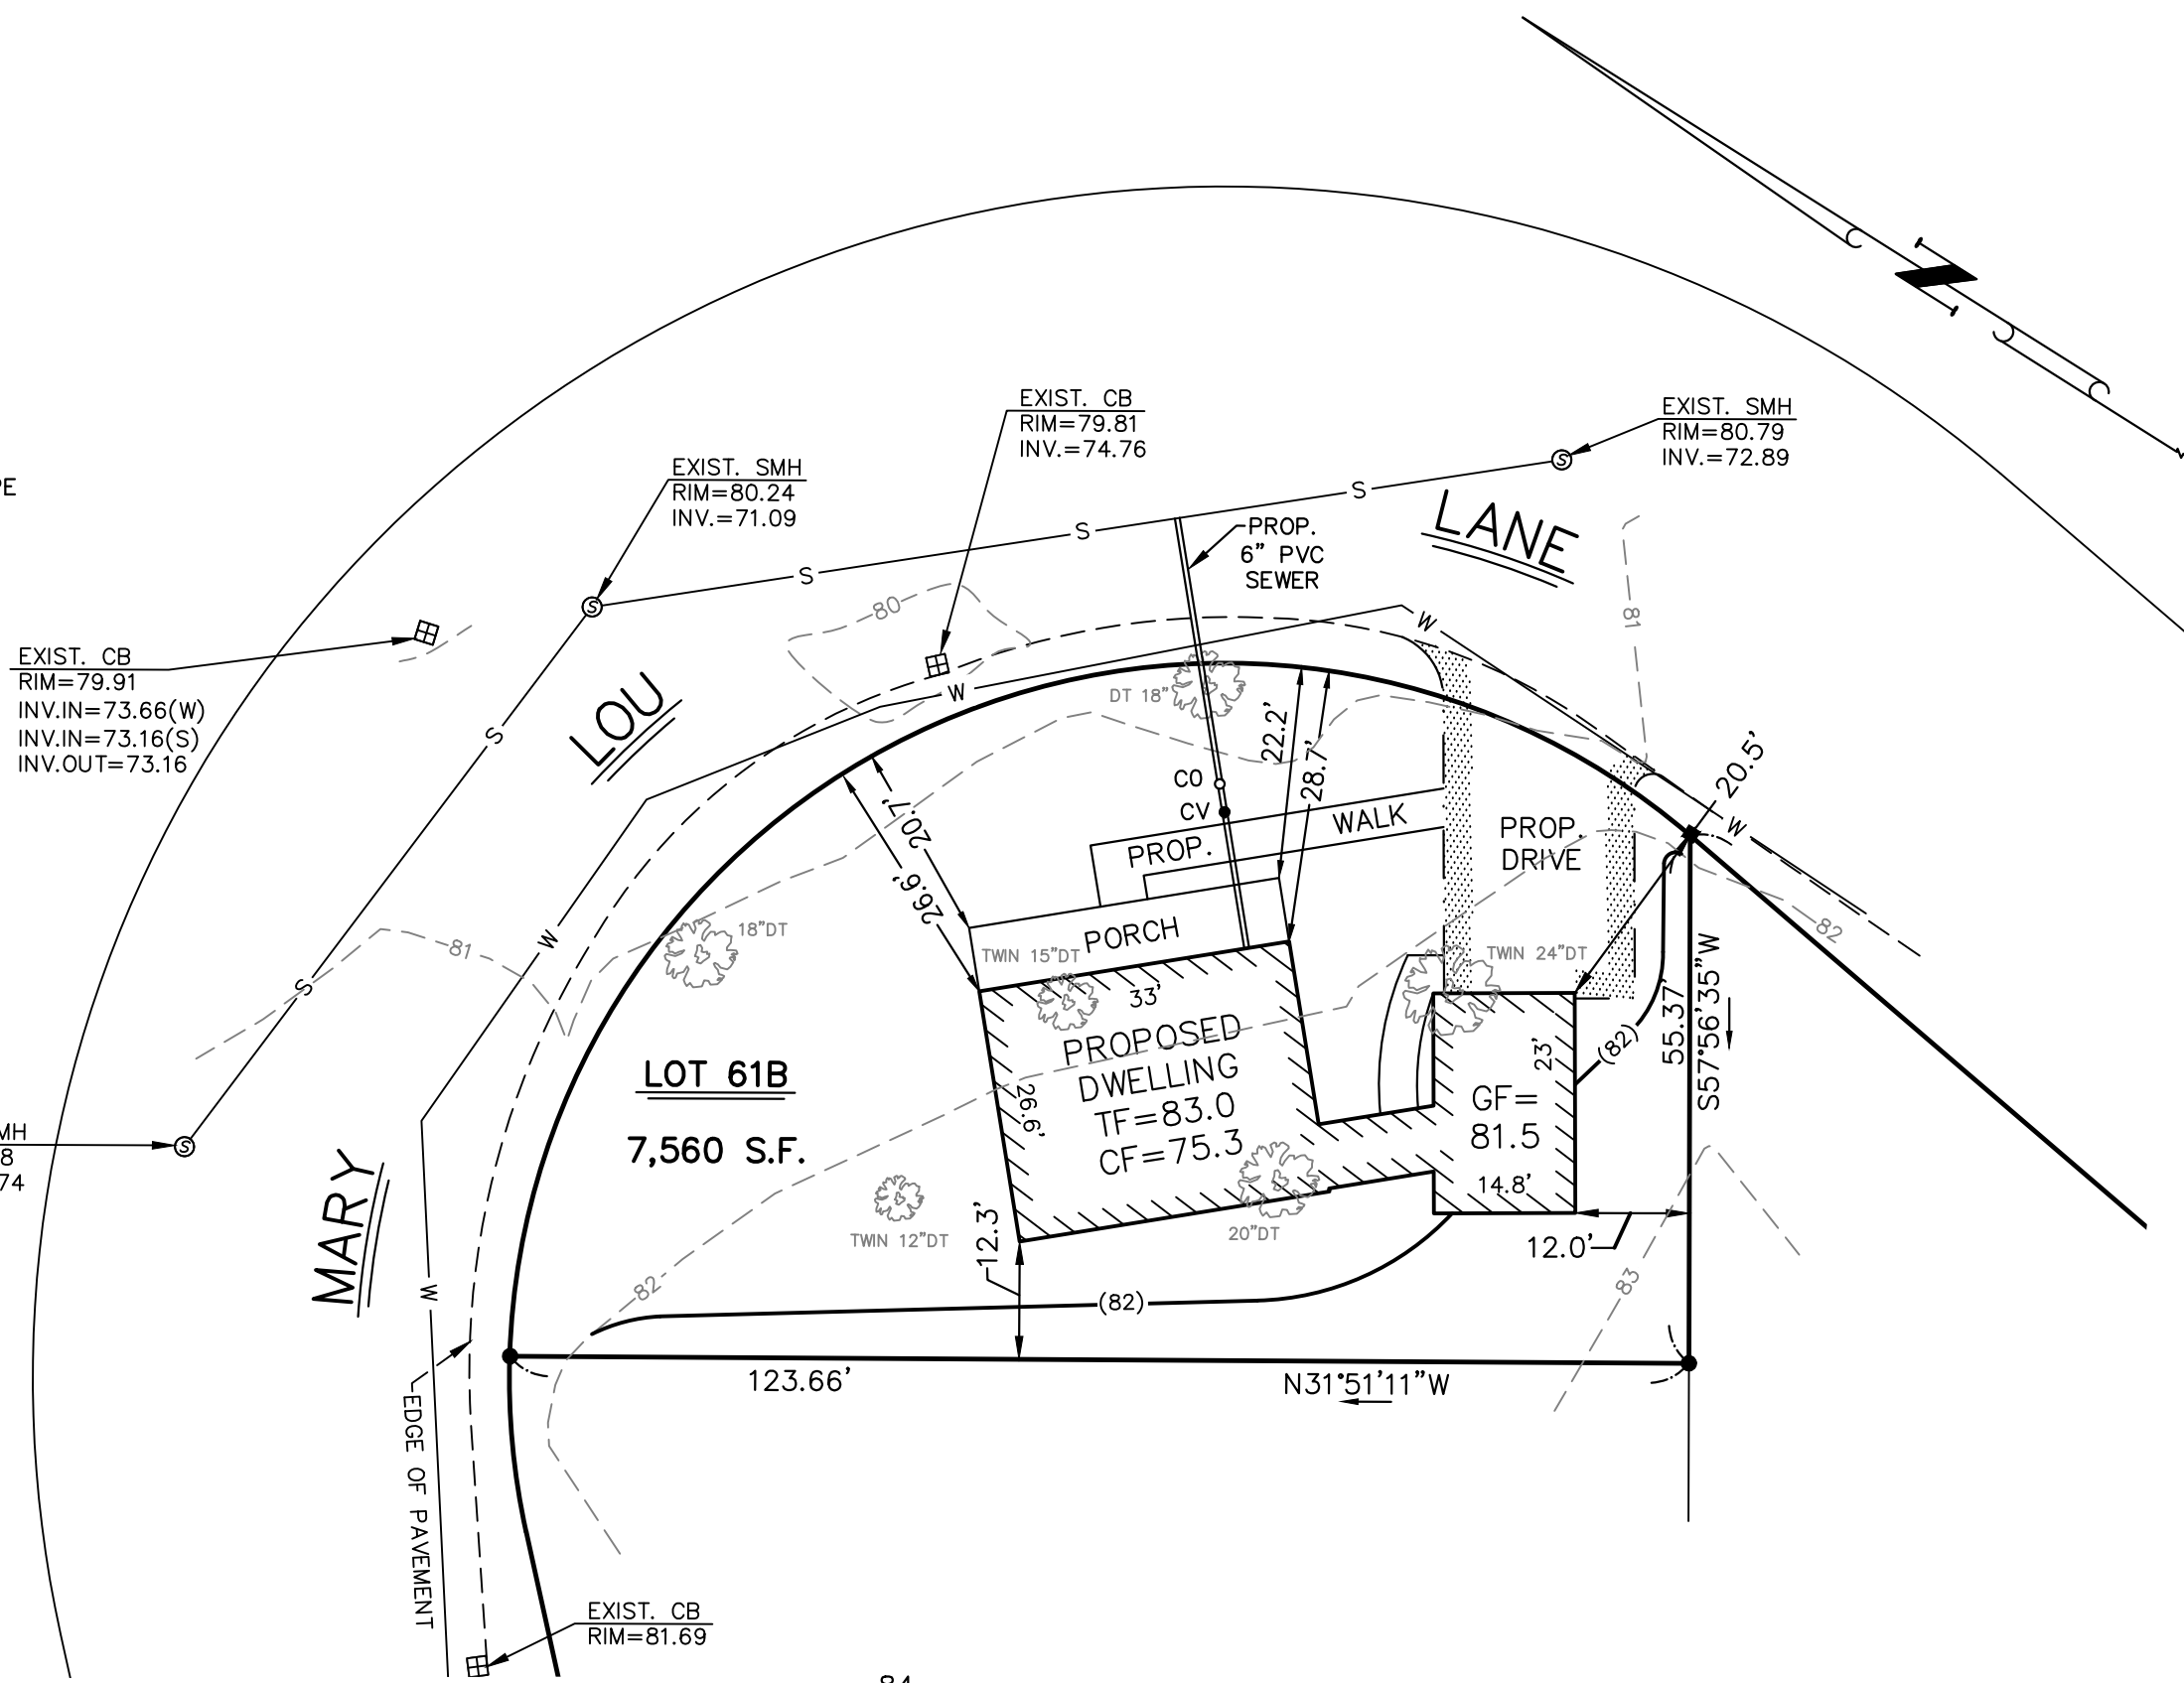 N
EXIST. CB
RIM=79.81
INV.=74.76
EXIST. SMH
RIM=80.79
INV.=72.89
EXIST. SMH
RIM=80.24
INV.=71.09
PE
S
S
S
LANE
PROP.
6" PVC
SEWER
80
81
EXIST. CB
RIM=79.91
INV.IN=73.66(W)
INV.IN=73.16(S)
INV.OUT=73.16
S
S
LOU
W
W
W
DT 18"
22.2'
28.7'
20.5'
CO
CV
20.7'
26.6'
PROP.
WALK
PROP.
DRIVE
W
82
81
18"DT
PORCH
TWIN 15"DT
TWIN 24"DT
33'
PROPOSED
DWELLING
TF=83.0
CF=75.3
26.6'
23'
GF=
81.5
14.8'
(82)
55.37'
S57°56'35"W
LOT 61B
7,560 S.F.
MH
8
74
MARY
W
TWIN 12"DT
20"DT
12.3'
12.0'
82
83
(82)
123.66'
N31°51'11"W
EDGE OF PAVEMENT
EXIST. CB
RIM=81.69
84
S
S
S